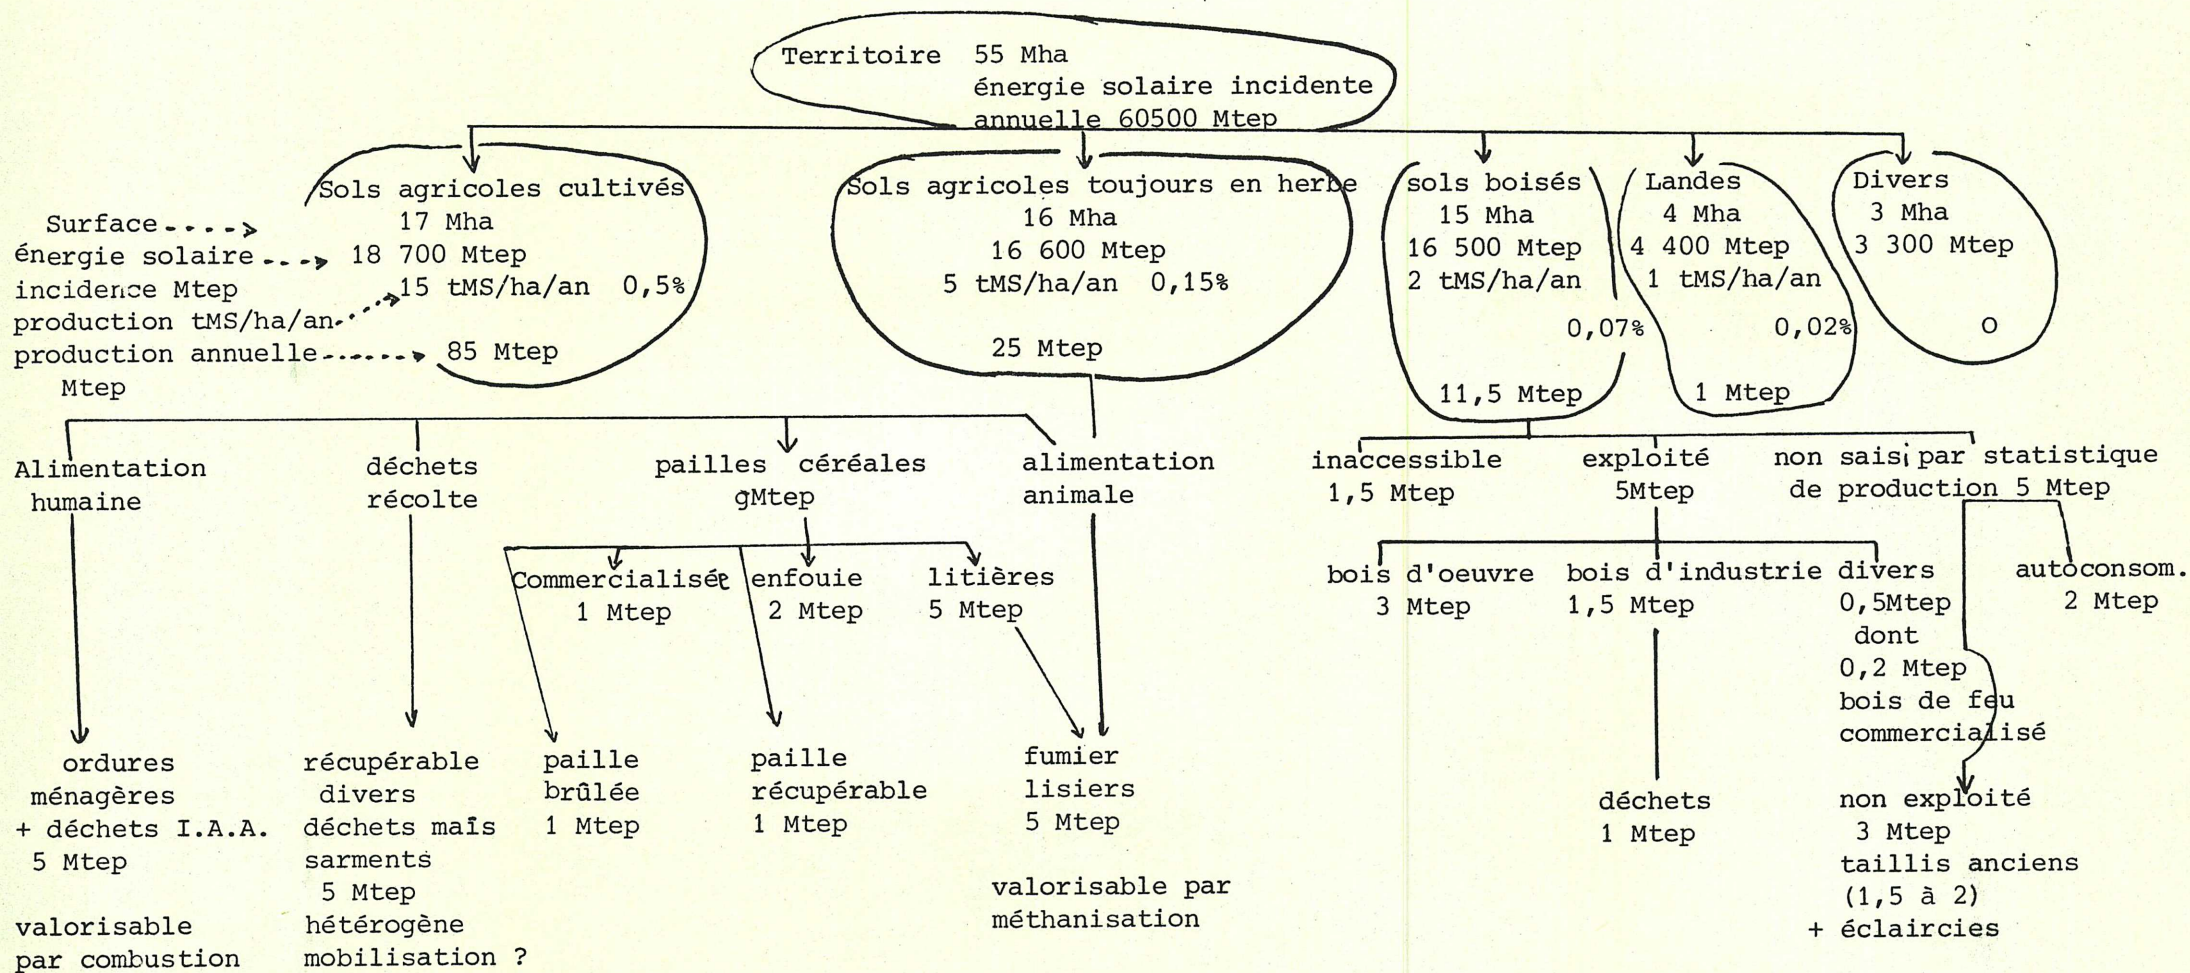 Territoire 55 Mha
énergie solaire incidente
annuelle 60500 Mtep
Surface
énergie solaire
incidence Mtep
production tMS/ha/an
production annuelle
Mtep
Sols agricoles cultivés
17 Mha
18 700 Mtep
15 tMS/ha/an 0,5%
85 Mtep
Sols agricoles toujours en herbe
16 Mha
16 600 Mtep
5 tMS/ha/an 0,15%
25 Mtep
sols boisés
15 Mha
16 500 Mtep
2 tMS/ha/an
0,07%
11,5 Mtep
Landes
4 Mha
4 400 Mtep
1 tMS/ha/an
0,02%
1 Mtep
Divers
3 Mha
3 300 Mtep
O
Alimentation
humaine
déchets
récolte
pailles céréales
gMtep
alimentation
animale
inaccessible
1,5 Mtep
exploité
5Mtep
non saisi par statistique
de production 5 Mtep
Commercialisée
1 Mtep
enfouie
2 Mtep
litières
5 Mtep
bois d'oeuvre
3 Mtep
bois d'industrie
1,5 Mtep
divers
0,5Mtep
dont
0,2 Mtep
bois de feu
commercialisé
autoconsom.
2 Mtep
ordures
ménagères
+ déchets I.A.A.
5 Mtep
valorisable
par combustion
récupérable
divers
déchets maïs
sarments
5 Mtep
hétérogène
mobilisation ?
paille
brûlée
1 Mtep
paille
récupérable
1 Mtep
fumier
lisiers
5 Mtep
valorisable par
méthanisation
déchets
1 Mtep
non exploité
3 Mtep
taillis anciens
(1,5 à 2)
+ éclaircies